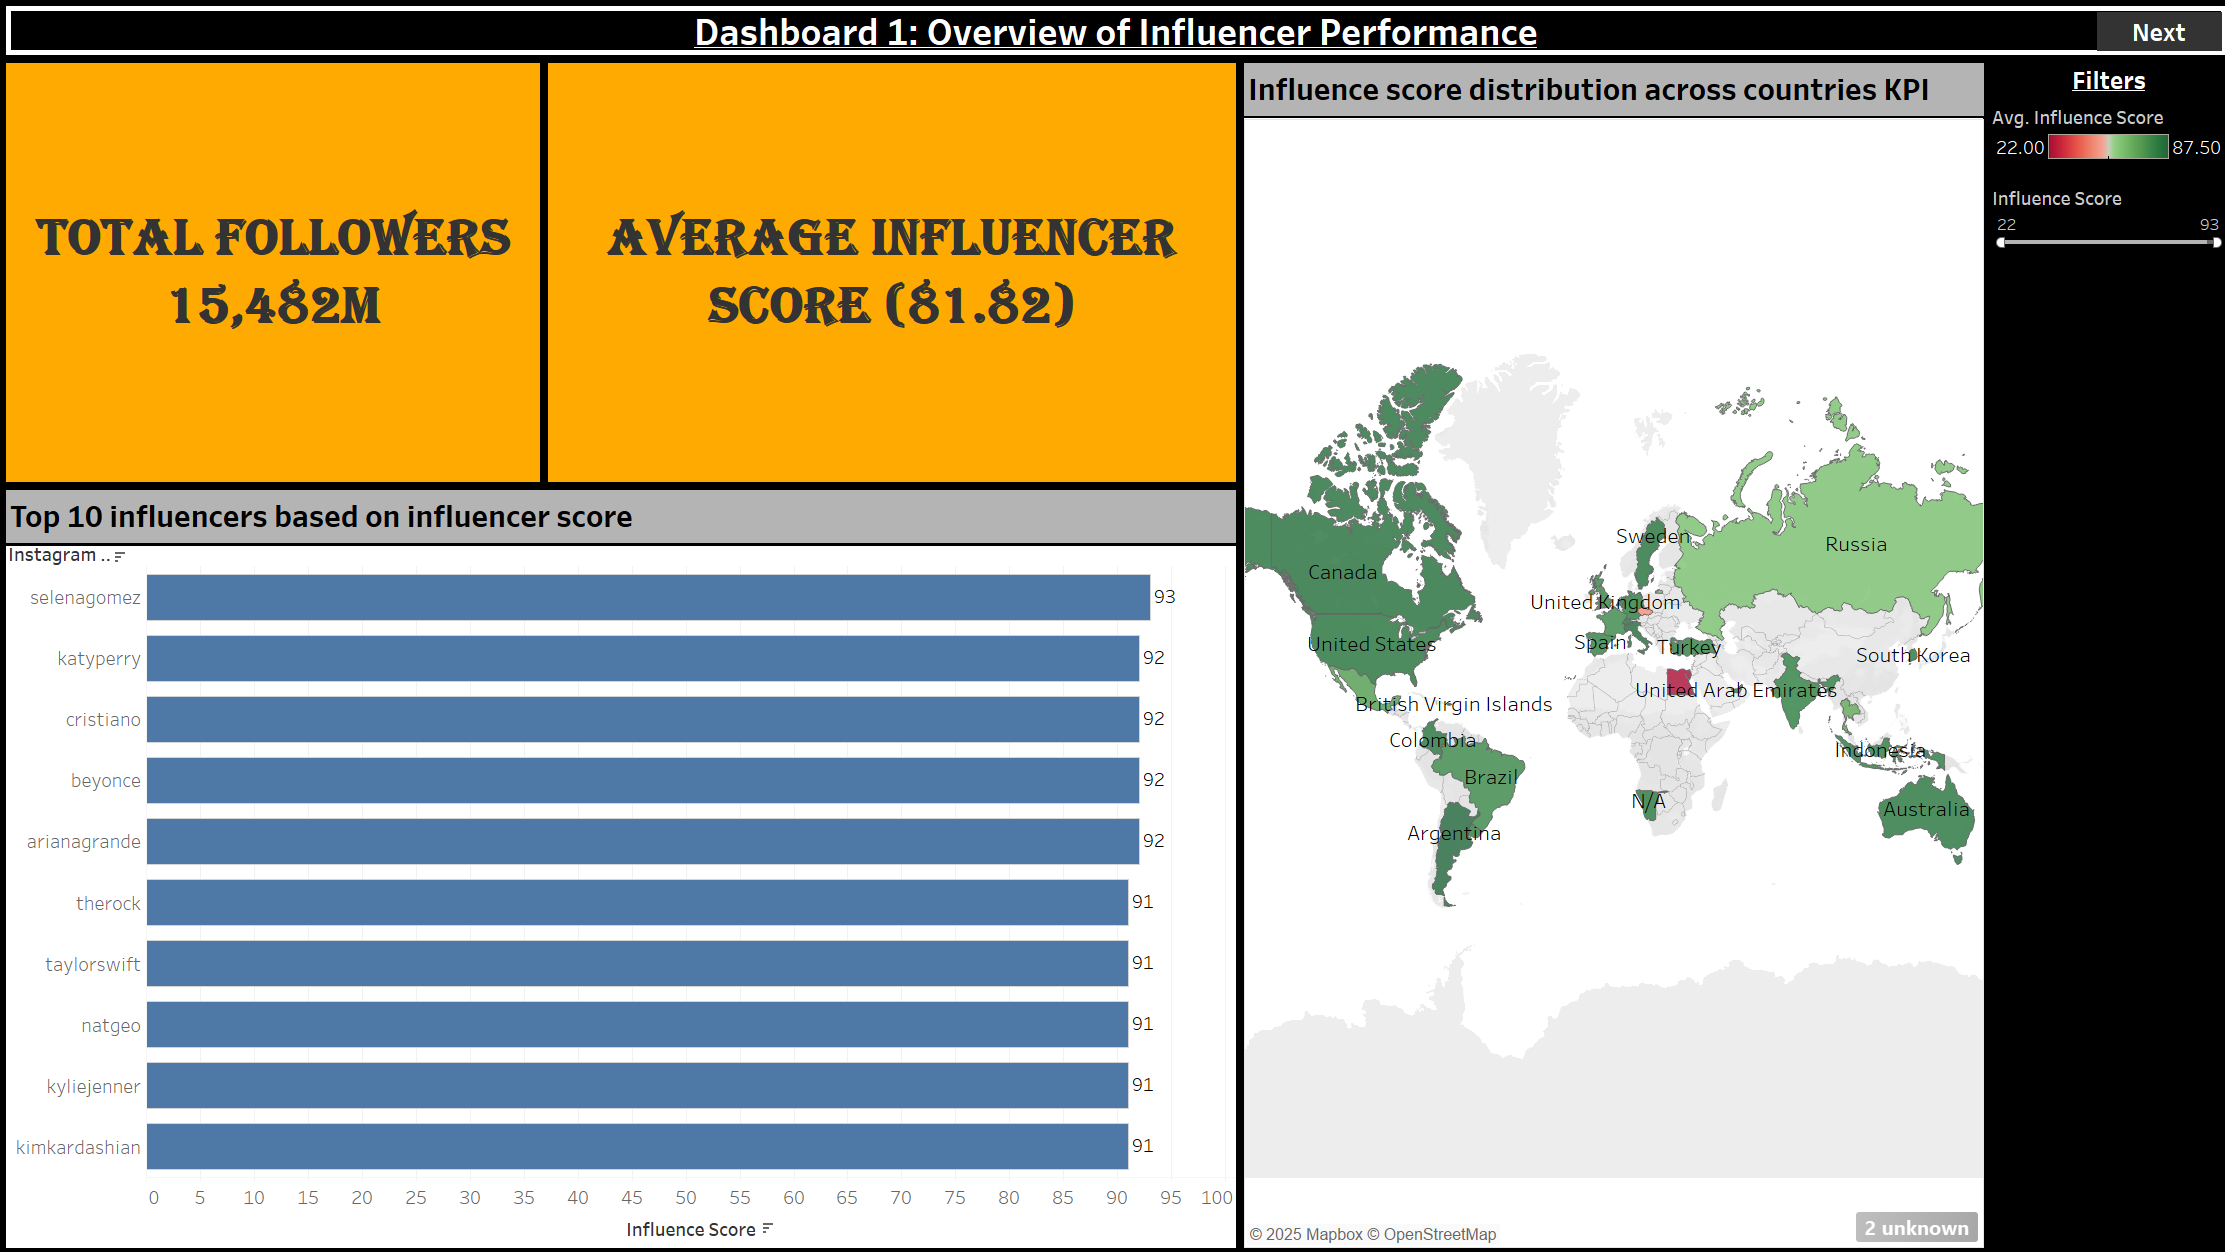 Dashboard 1: Overview of Influencer Performance
Next
TOTAL FOLLOWERS
15,482M
AVERAGE INFLUENCER
SCORE (81.82)
Top 10 influencers based on influencer score
Instagram ..
selenagomez 93
katyperry 92
cristiano 92
beyonce 92
arianagrande 92
therock 91
taylorswift 91
natgeo 91
kyliejenner 91
kimkardashian 91
0 5 10 15 20 25 30 35 40 45 50 55 60 65 70 75 80 85 90 95 100
Influence Score
Influence score distribution across countries KPI
Sweden
Russia
Canada
United Kingdom
United States
Spain
Turkey
South Korea
United Arab Emirates
British Virgin Islands
Colombia
Indonesia
Brazil
N/A
Australia
Argentina
© 2025 Mapbox © OpenStreetMap
2 unknown
Filters
Avg. Influence Score
22.00 87.50
Influence Score
22 93